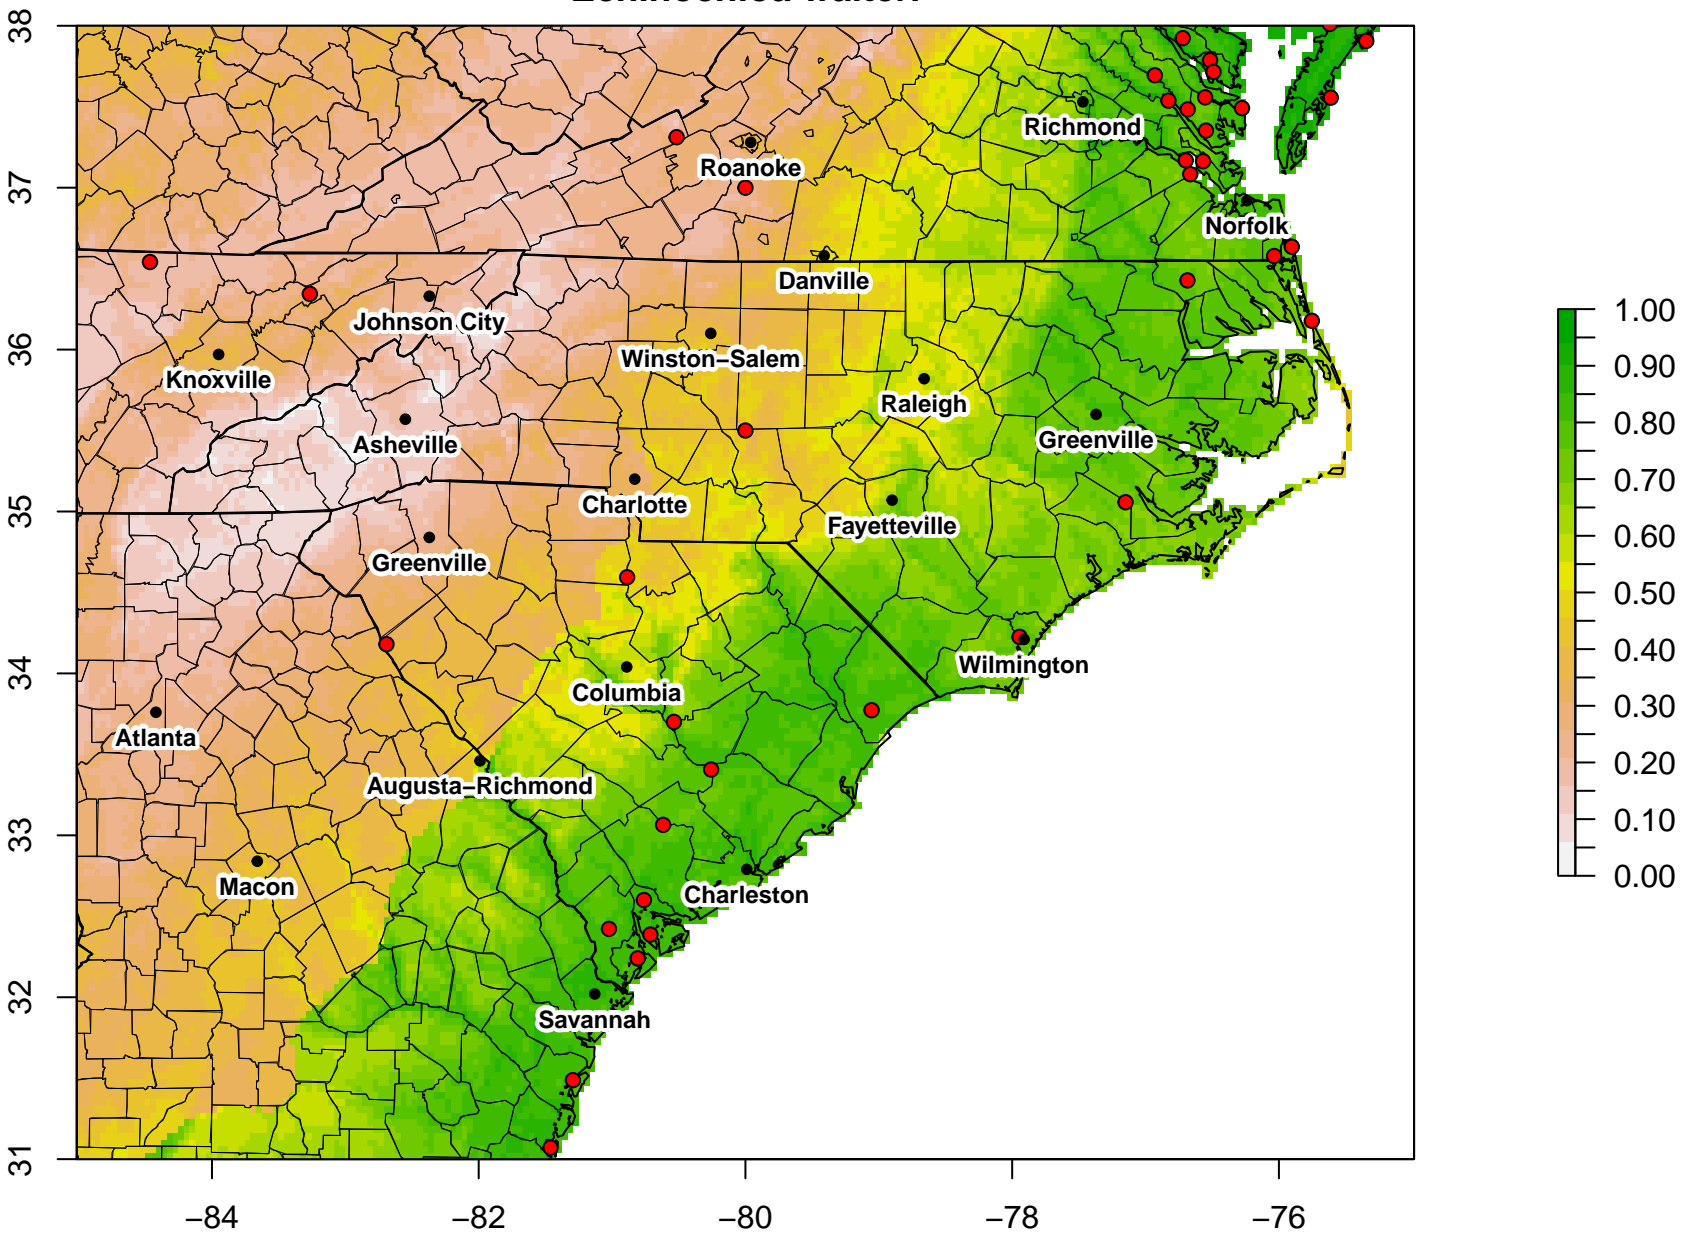 38
Richmond
37
Roanoke
Norfolk
Danville
1.00
Johnson City
36
Winston–Salem
0.90
Knoxville
Raleigh
0.80
Asheville
Greenville
0.70
35
Charlotte
Fayetteville
0.60
Greenville
0.50
0.40
34
Wilmington
Columbia
0.30
Atlanta
0.20
Augusta–Richmond
0.10
33
Macon
Charleston
0.00
32
Savannah
31
−84
−82
−80
−78
−76